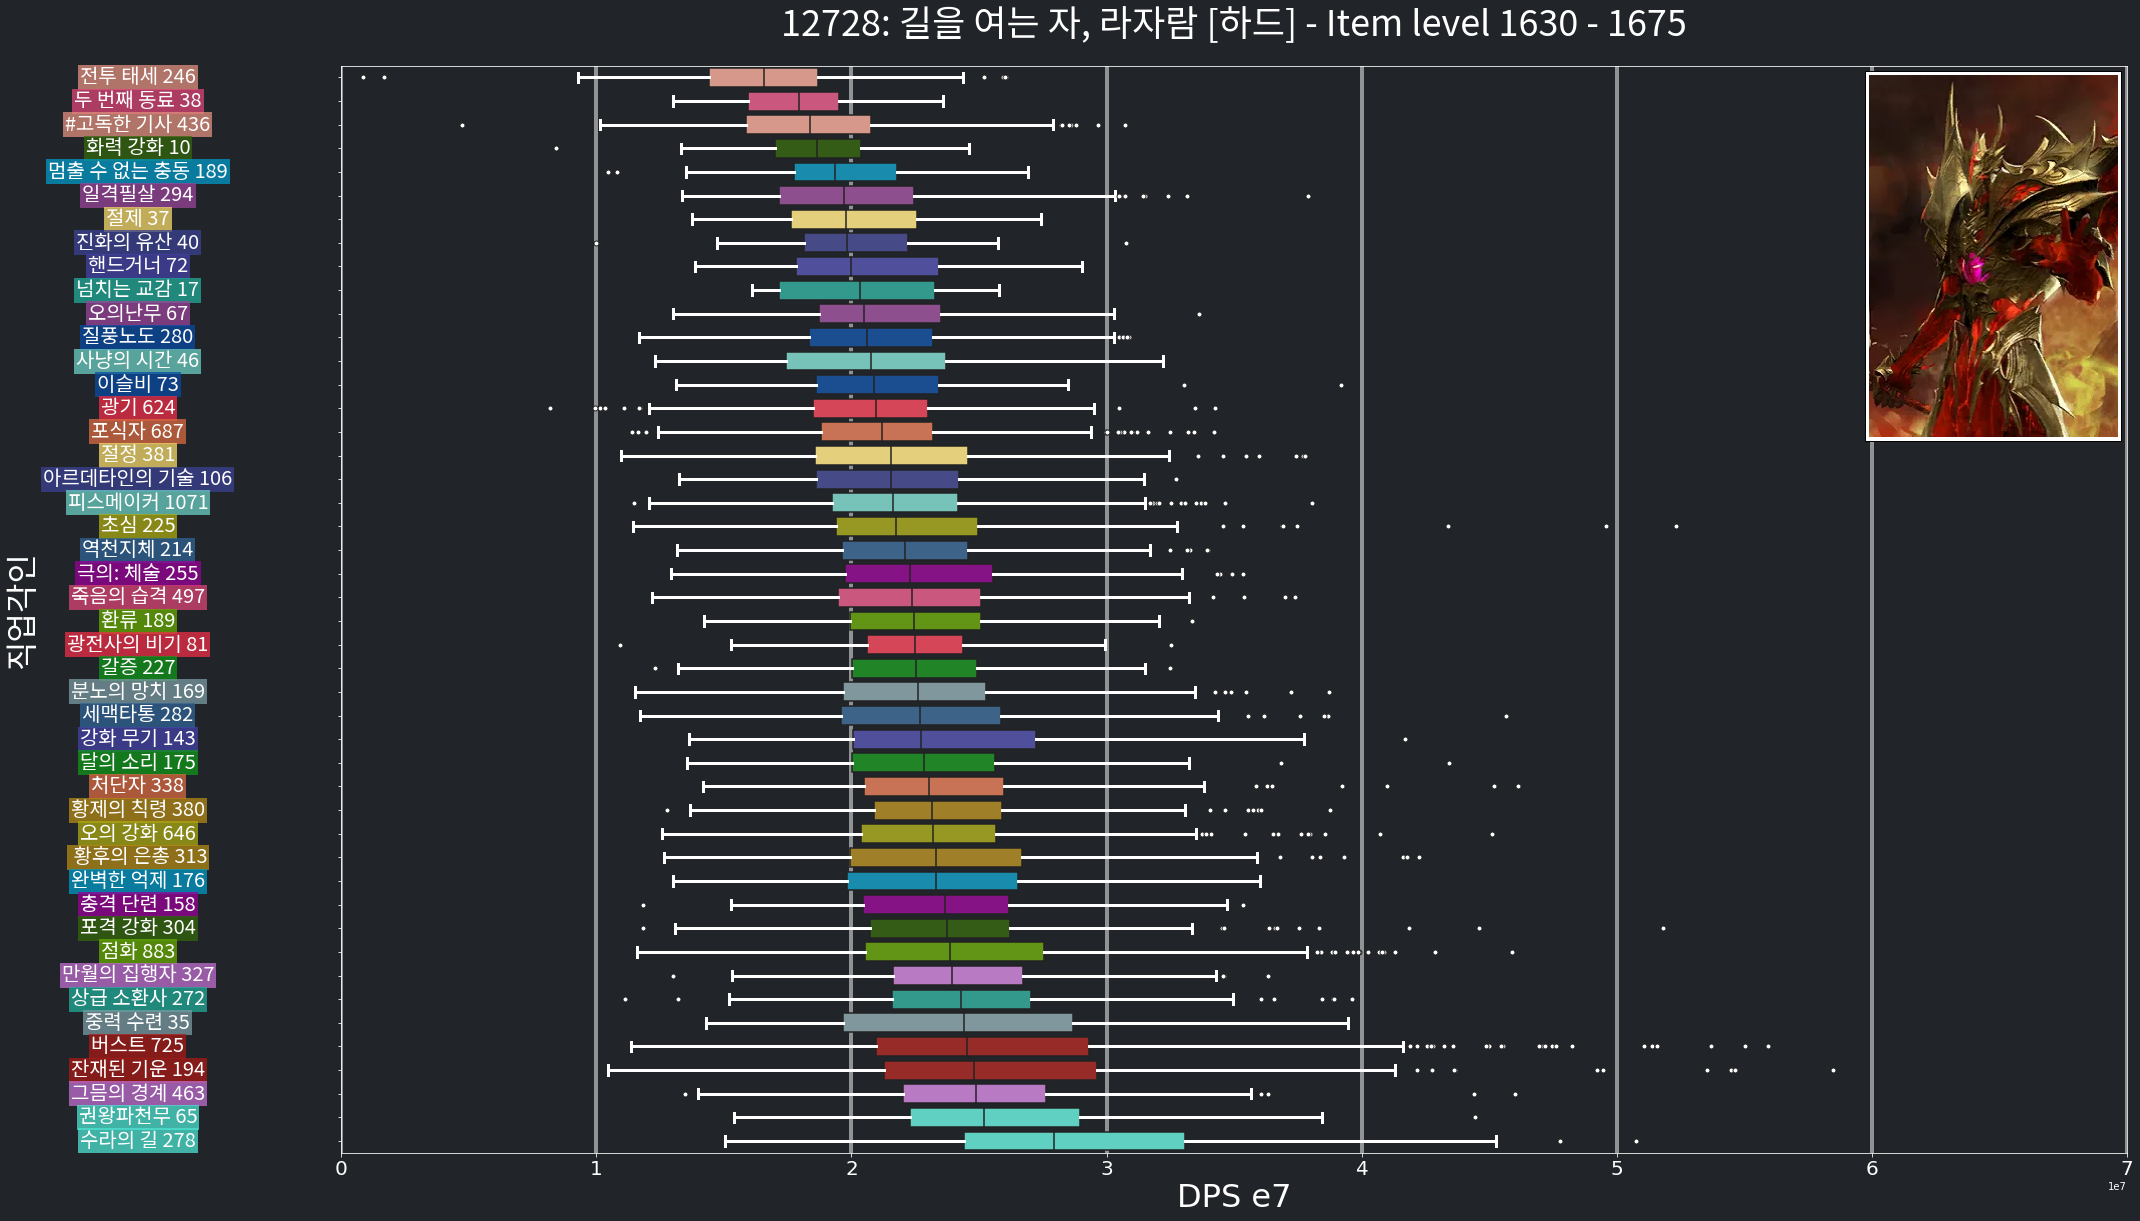 12728: 길을 여는 자, 라자람 [하드] - Item level 1630 - 1675
전투 태세 246
두 번째 동료 38
#고독한 기사 436
화력 강화 10
멈출 수 없는 충동 189
일격필살 294
절제 37
진화의 유산 40
핸드거너 72
넘치는 교감 17
오의난무 67
질풍노도 280
사냥의 시간 46
이슬비 73
광기 624
포식자 687
절정 381
아르데타인의 기술 106
피스메이커 1071
초심 225
역천지체 214
극의: 체술 255
죽음의 습격 497
환류 189
광전사의 비기 81
갈증 227
분노의 망치 169
세맥타통 282
강화 무기 143
달의 소리 175
처단자 338
황제의 칙령 380
오의 강화 646
황후의 은총 313
완벽한 억제 176
충격 단련 158
포격 강화 304
점화 883
만월의 집행자 327
상급 소환사 272
중력 수련 35
버스트 725
잔재된 기운 194
그믐의 경계 463
권왕파천무 65
수라의 길 278
직업각인
0 1 2 3 4 5 6 7
1e7
DPS e7